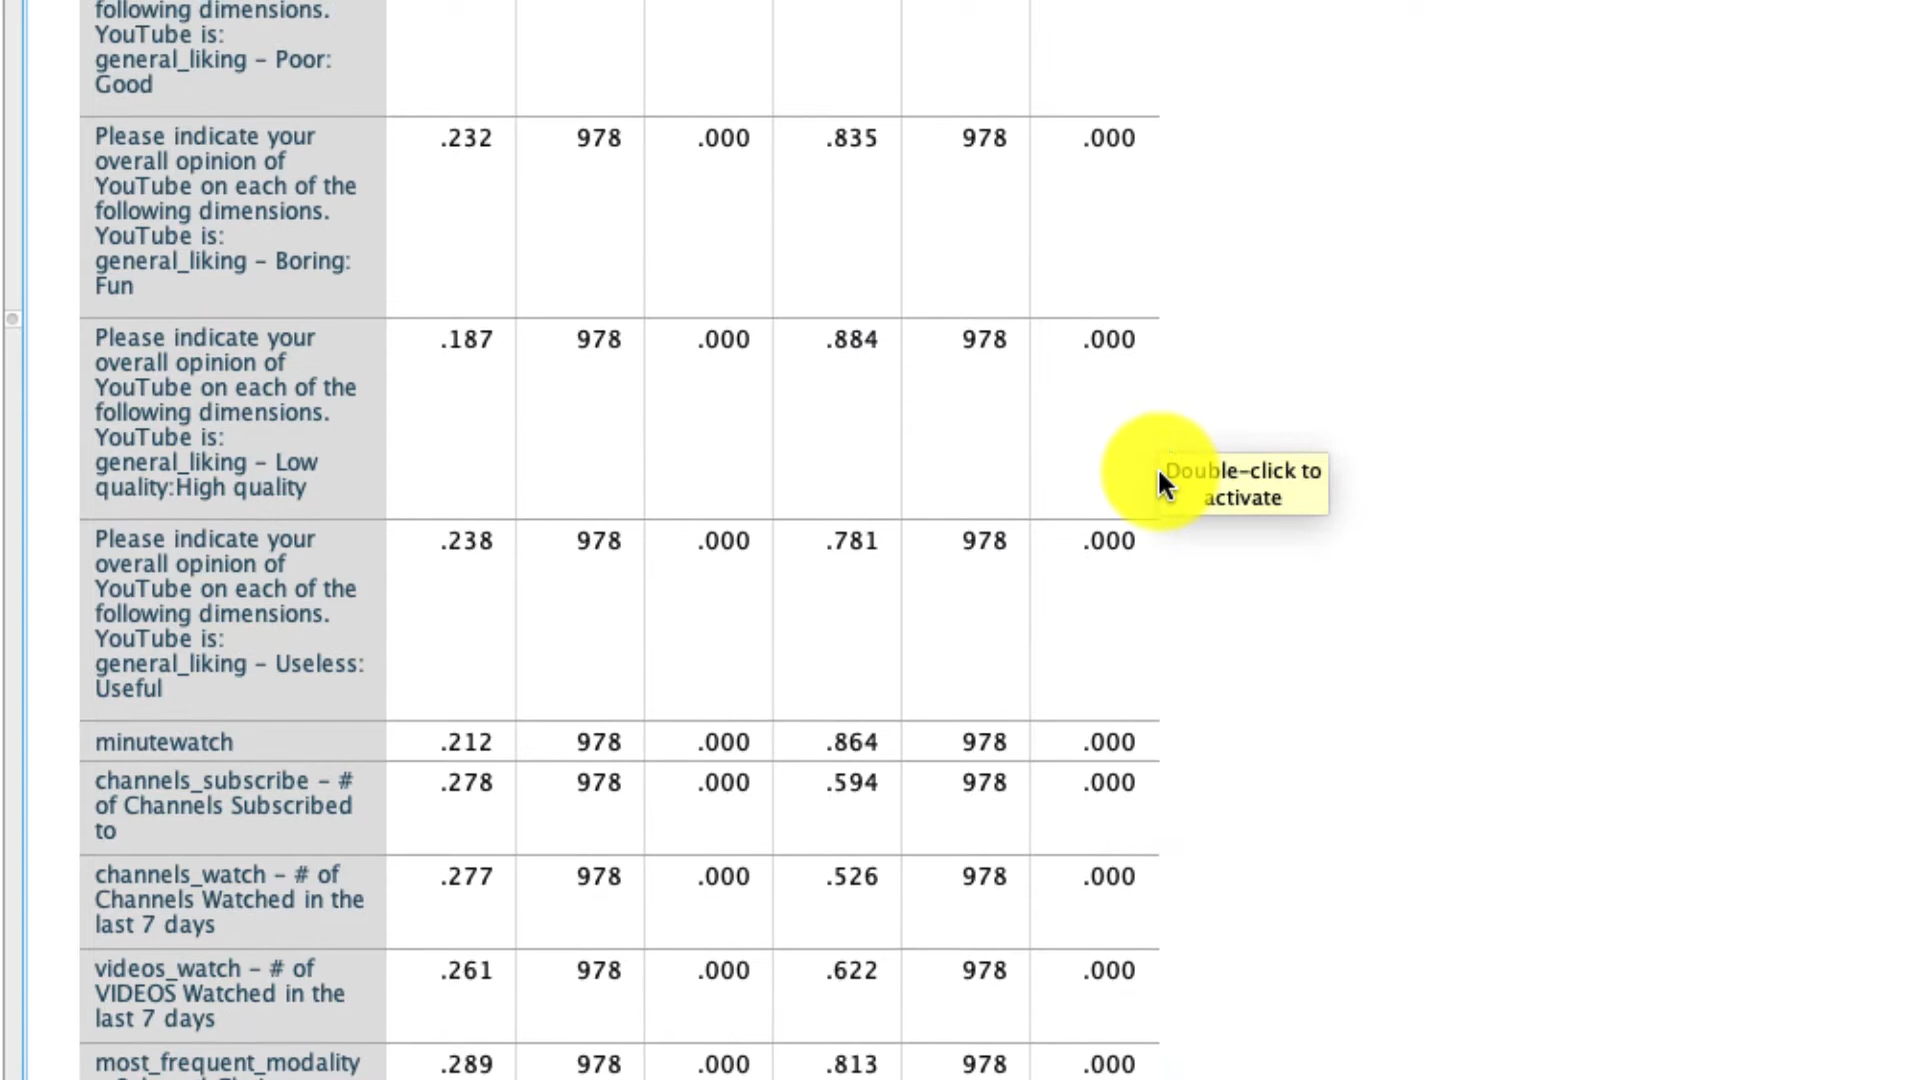 following dimensions.
YouTube is:
general_liking – Poor:
Good
Please indicate your .232 978 .000 .835 978 .000
overall opinion of
YouTube on each of the
following dimensions.
YouTube is:
general_liking – Boring:
Fun
Please indicate your .187 978 .000 .884 978 .000
overall opinion of
YouTube on each of the
following dimensions.
YouTube is:
general_liking – Low
quality:High quality
Double-click to
activate
Please indicate your .238 978 .000 .781 978 .000
overall opinion of
YouTube on each of the
following dimensions.
YouTube is:
general_liking – Useless:
Useful
minutewatch .212 978 .000 .864 978 .000
channels_subscribe – # .278 978 .000 .594 978 .000
of Channels Subscribed
to
channels_watch – # of .277 978 .000 .526 978 .000
Channels Watched in the
last 7 days
videos_watch – # of .261 978 .000 .622 978 .000
VIDEOS Watched in the
last 7 days
most_frequent_modality .289 978 .000 .813 978 .000